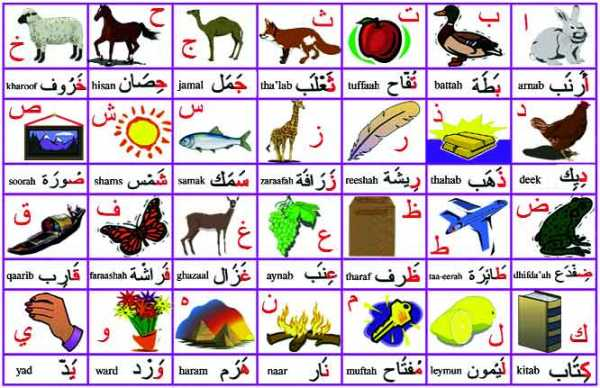 ا ب ت ث ج ح خ
أَرْنَب arnab بَطَّة battah تُفَّاح tuffaah ثَعْلَب tha'lab جَمَل jamal حِصَان hisan خَرُوف kharoof
د ذ ر ز س ش ص
دِيك deek ذَهَب thahab رِيشَة reeshah زَرَافَة zaraafah سَمَك samak شَمْس shams صُورَة soorah
ض ط ظ ع غ ف ق
ضِفْدَع dhifda'ah طَائِرَة taa-eerah ظَرف tharaf عِنَب aynab غَزَال ghazaal فَرَاشَة faraashah قَارِب qaarib
ك ل م ن ه و ي
كِتَاب kitab لَيْمُون leymun مُفْتَاح muftah نَار naar هَرَم haram وَرْد ward يَدّ yad